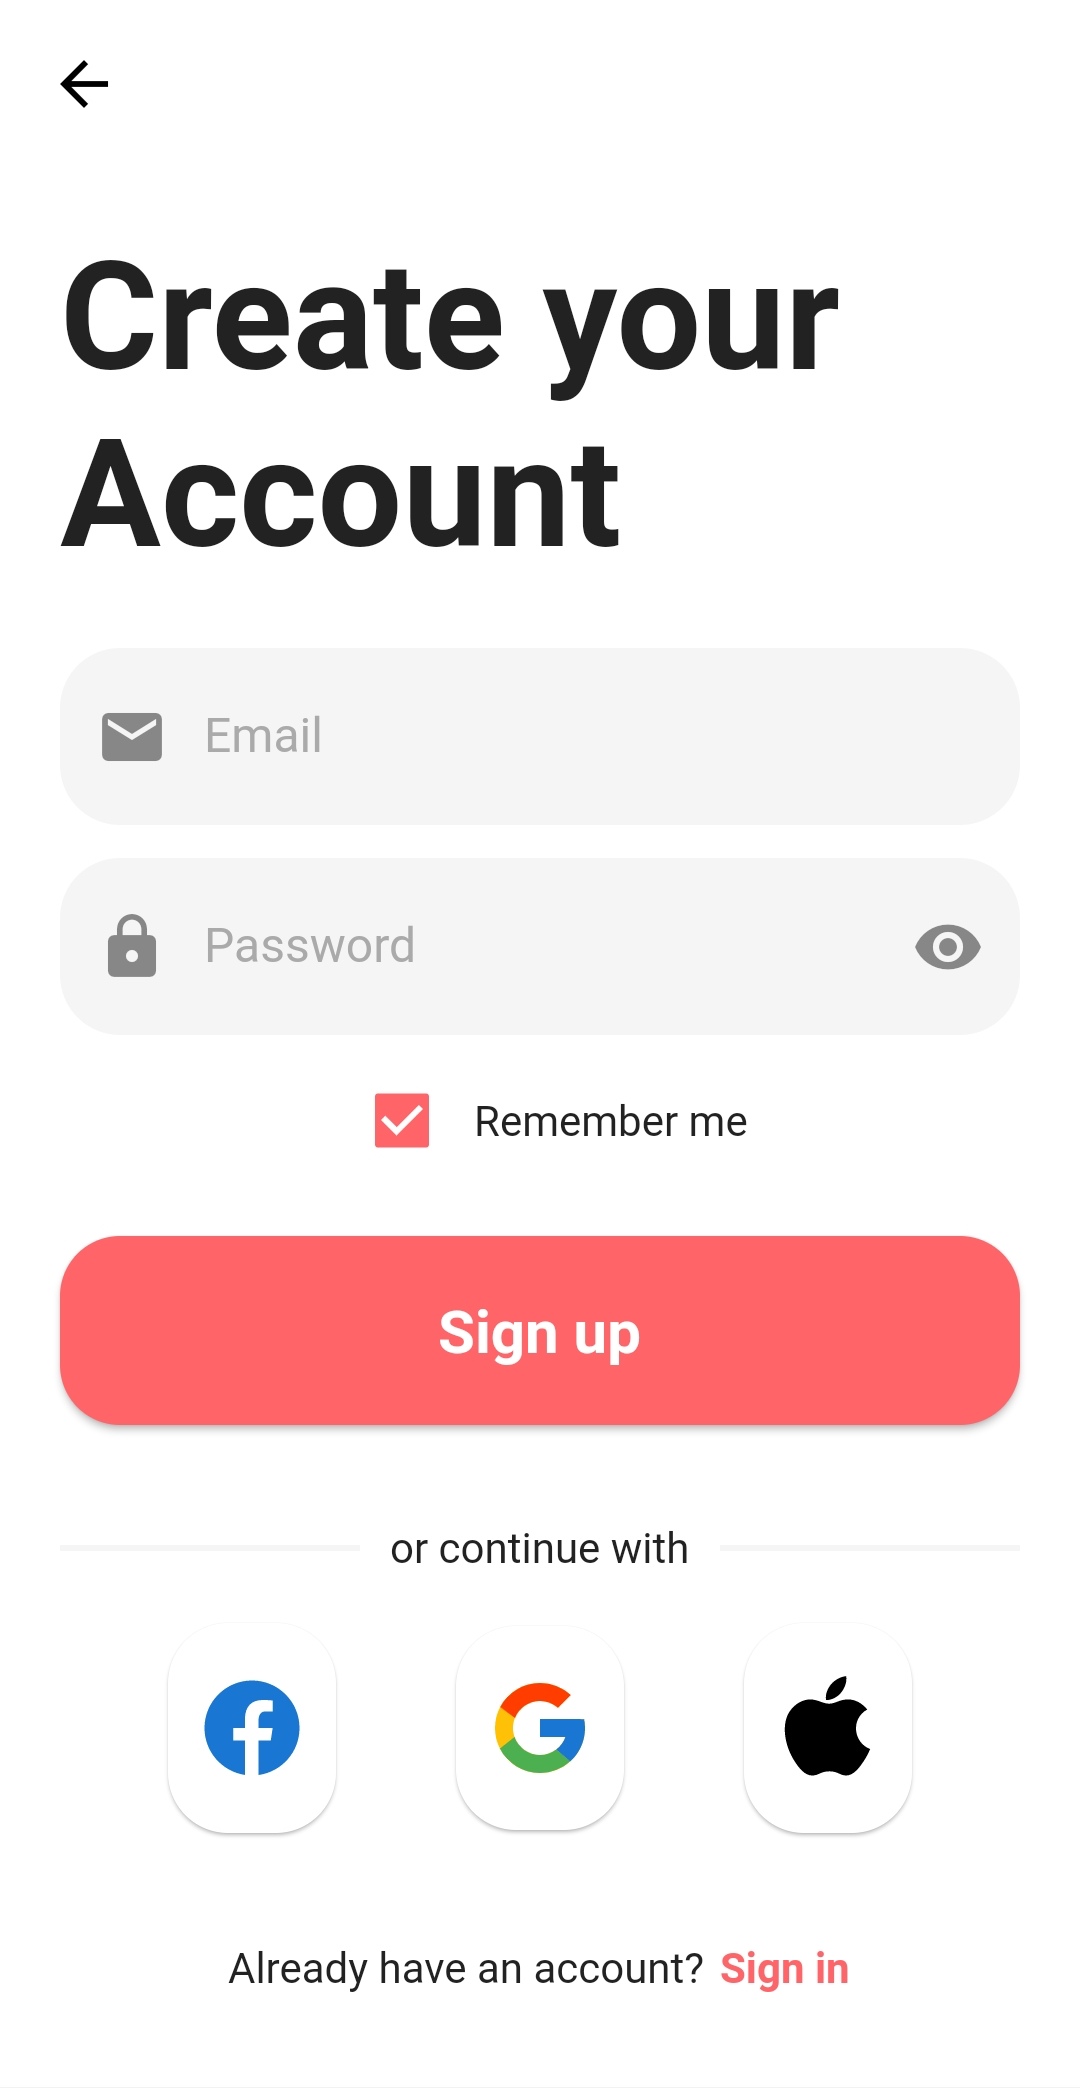 Create your
Account
Email
Password
Remember me
Sign up
or continue with
Already have an account? Sign in